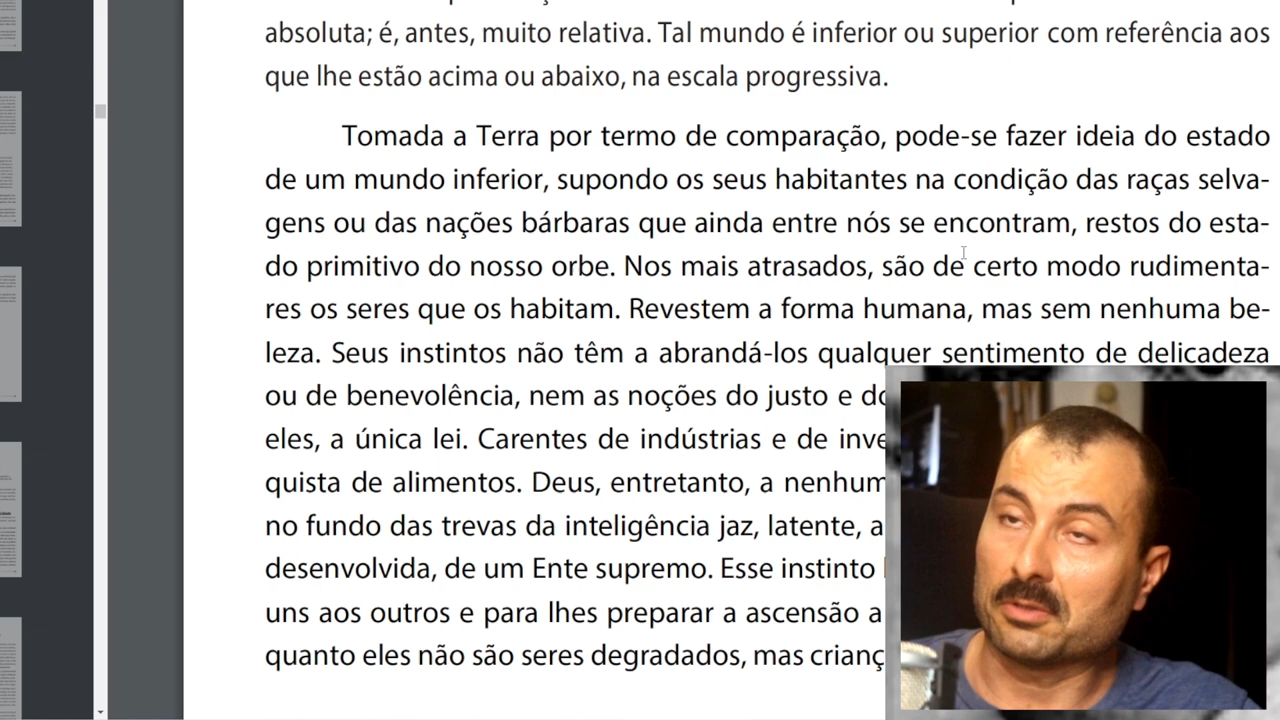 absoluta; é, antes, muito relativa. Tal mundo é inferior ou superior com referência aos
que lhe estão acima ou abaixo, na escala progressiva.
Tomada a Terra por termo de comparação, pode-se fazer ideia do estado
de um mundo inferior, supondo os seus habitantes na condição das raças selva-
gens ou das nações bárbaras que ainda entre nós se encontram, restos do esta-
do primitivo do nosso orbe. Nos mais atrasados, são de certo modo rudimenta-
res os seres que os habitam. Revestem a forma humana, mas sem nenhuma be-
leza. Seus instintos não têm a abrandá-los qualquer sentimento de delicadeza
ou de benevolência, nem as noções do justo e do
eles, a única lei. Carentes de indústrias e de inve
quista de alimentos. Deus, entretanto, a nenhum
no fundo das trevas da inteligência jaz, latente, a
desenvolvida, de um Ente supremo. Esse instinto
uns aos outros e para lhes preparar a ascensão a
quanto eles não são seres degradados, mas crianç